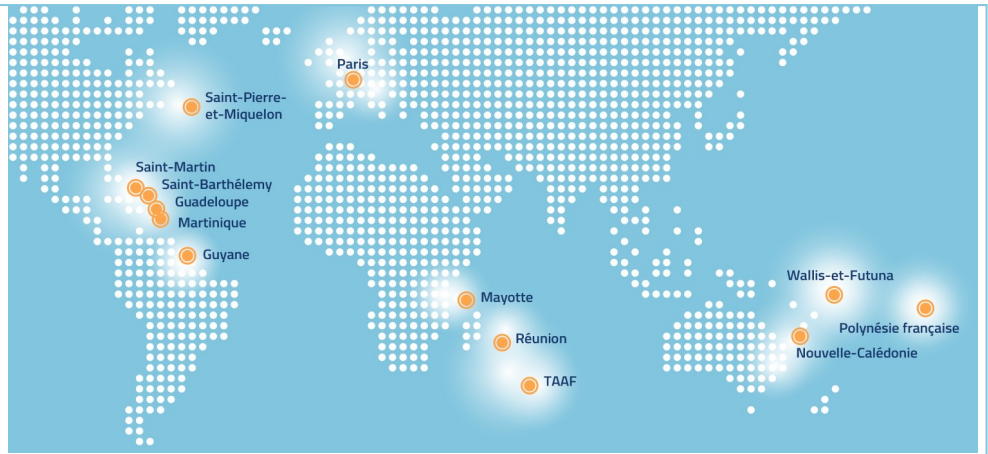 Paris
Saint-Pierre-
et-Miquelon
Saint-Martin
Saint-Barthélemy
Guadeloupe
Martinique
Guyane
Mayotte
Réunion
TAAF
Wallis-et-Futuna
Polynésie française
Nouvelle-Calédonie